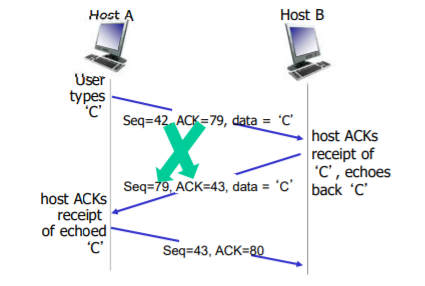 Host A
Host B
User
types
‘C’
Seq=42, ACK=79, data = ‘C’
host ACKs
receipt of
‘C’, echoes
back ‘C’
Seq=79, ACK=43, data = ‘C’
host ACKs
receipt
of echoed
‘C’
Seq=43, ACK=80